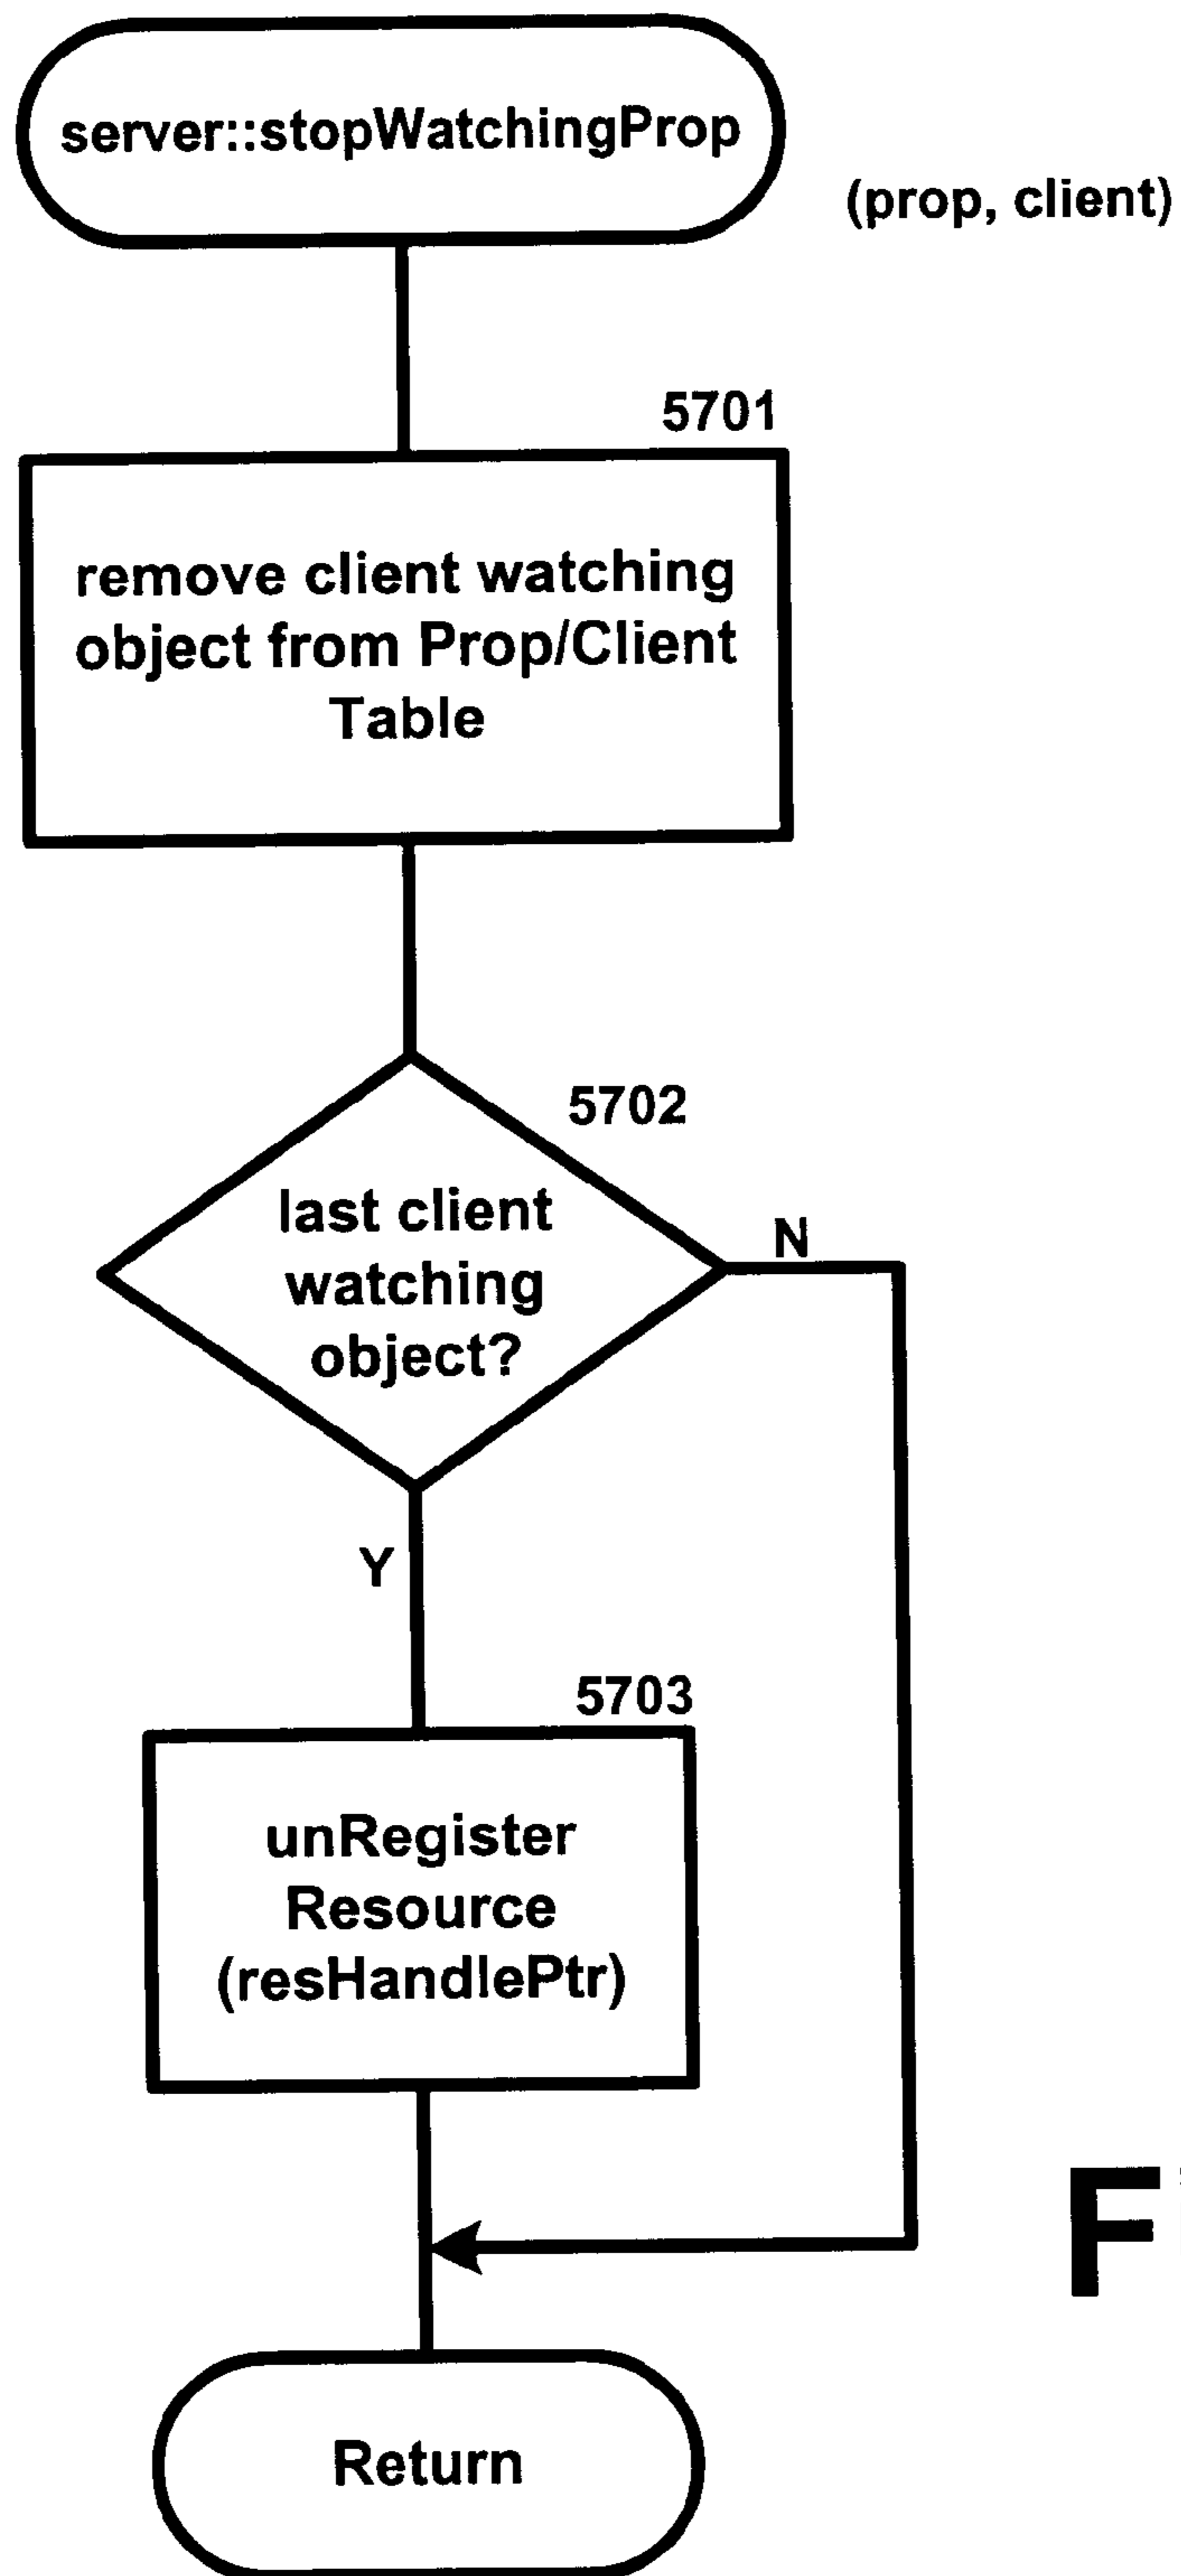 server::stopWatchingProp
(prop, client)
5701
remove client watching
object from Prop/Client
Table
5702
last client
watching
object?
N
Y
5703
unRegister
Resource
(resHandlePtr)
Return